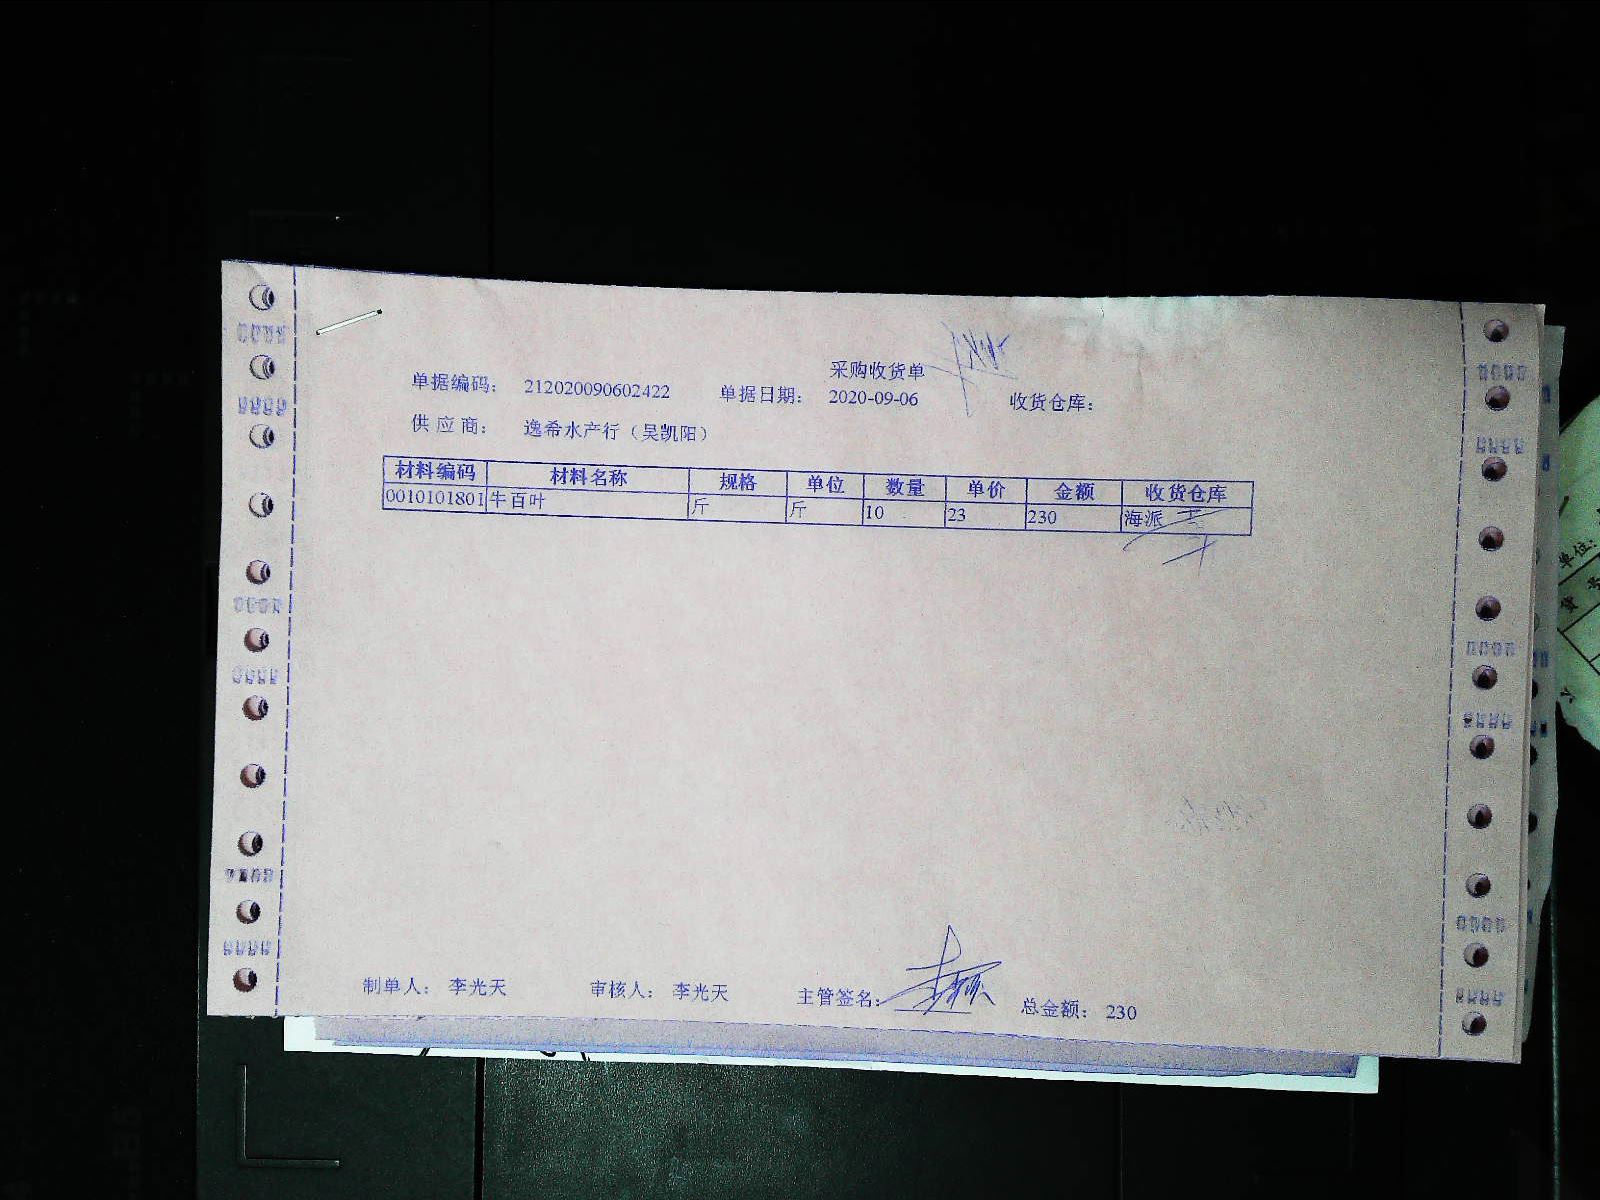 采购收货单
单据编码： 212020090602422 单据日期： 2020-09-06 收货仓库：
供 应 商： 逸希水产行（吴凯阳）
材料编码 材料名称 规格 单位 数量 单价 金额 收货仓库
0010101801 牛百叶 斤 斤 10 23 230 海派
制单人： 李光天 审核人： 李光天 主管签名： 总金额： 230
单位:
货 号